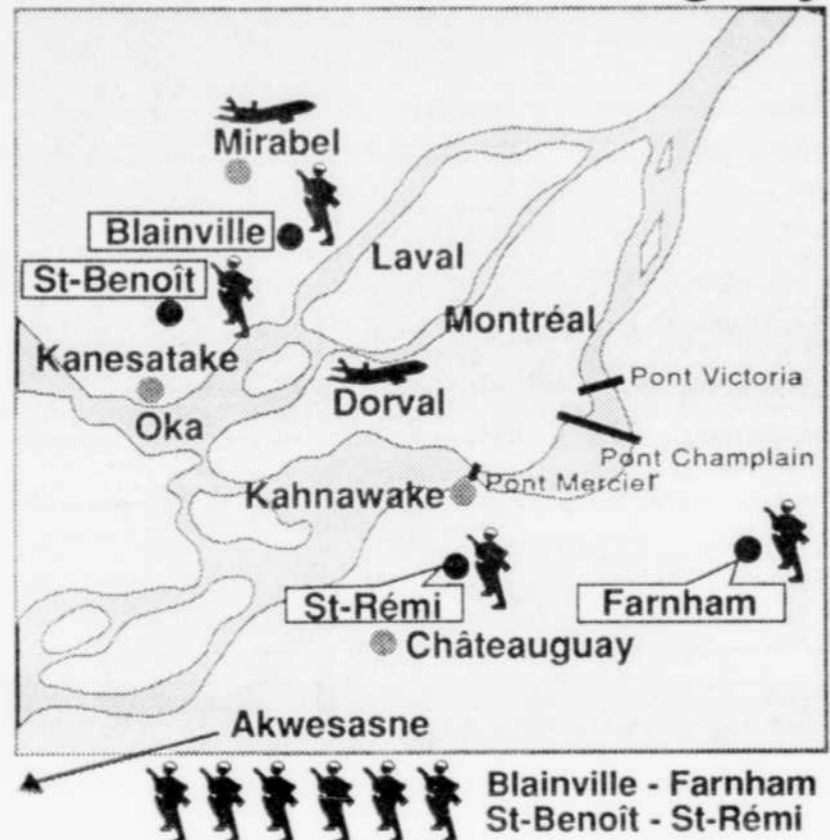 Mirabel
Blainville
Laval
St-Benoît
Montréal
Kanesatake
Pont Victoria
Dorval
Oka
Pont Champlain
Kahnawake
Pont Mercier
St-Rémi
Farnham
Châteauguay
Akwesasne
Blainville - Farnham
St-Benoît - St-Rémi